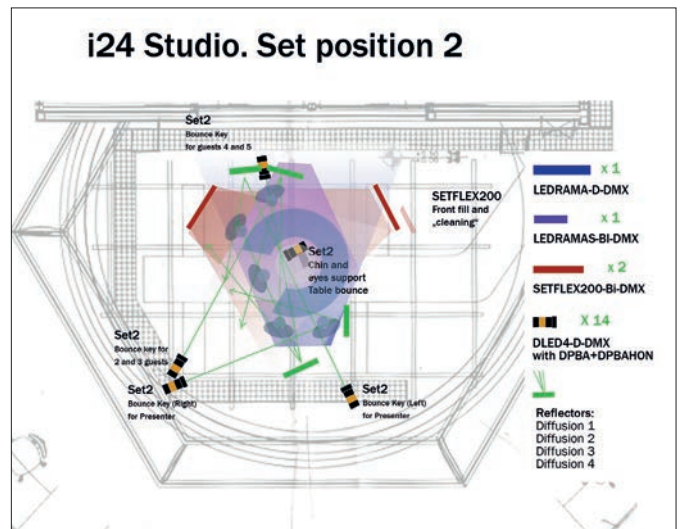 i24 Studio. Set position 2
Set2
Bounce Key
for guests 4 and 5
SETFLEX200
Front fill and
„cleaning“
Set2
Chin and
eyes support
Table bounce
Set2
Bounce key for
2 and 3 guests
Set2
Bounce Key (Right)
for Presenter
Set2
Bounce Key (Left)
for Presenter
x 1
LEDRAMA-D-DMX
x 1
LEDRAMAS-BI-DMX
x 2
SETFLEX200-Bi-DMX
X 14
DLED4-D-DMX
with DPBA+DPBAHON
Reflectors:
Diffusion 1
Diffusion 2
Diffusion 3
Diffusion 4